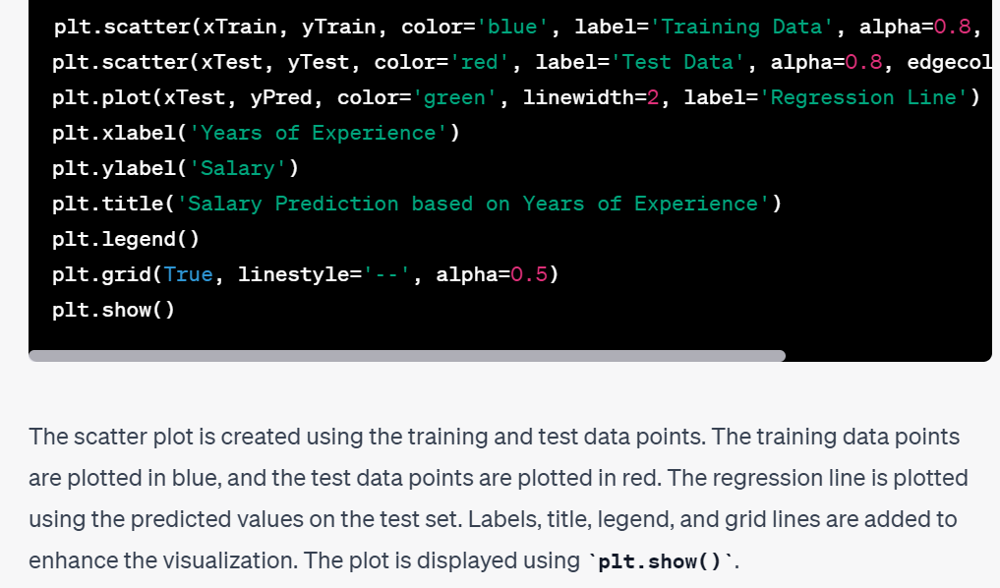 plt.scatter(xTrain, yTrain, color='blue', label='Training Data', alpha=0.8,
plt.scatter(xTest, yTest, color='red', label='Test Data', alpha=0.8, edgecol
plt.plot(xTest, yPred, color='green', linewidth=2, label='Regression Line')
plt.xlabel('Years of Experience')
plt.ylabel('Salary')
plt.title('Salary Prediction based on Years of Experience')
plt.legend()
plt.grid(True, linestyle='--', alpha=0.5)
plt.show()
The scatter plot is created using the training and test data points. The training data points
are plotted in blue, and the test data points are plotted in red. The regression line is plotted
using the predicted values on the test set. Labels, title, legend, and grid lines are added to
enhance the visualization. The plot is displayed using `plt.show()`.